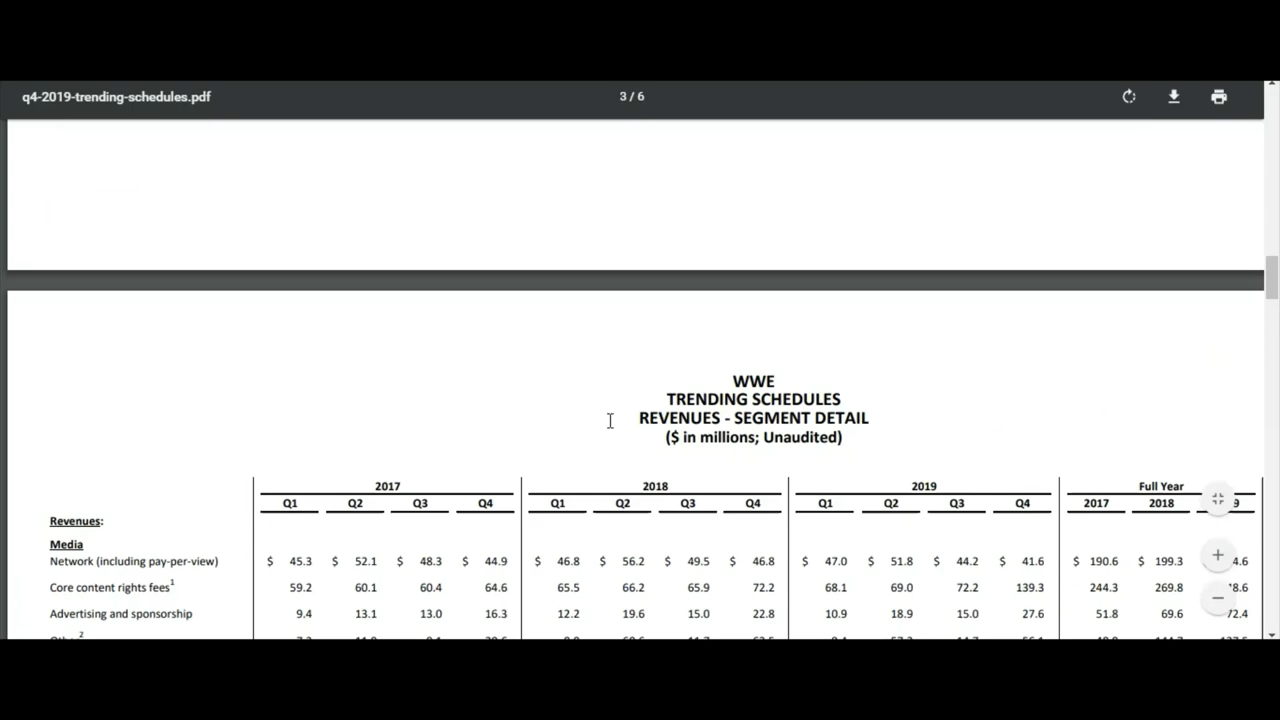 q4-2019-trending-schedules.pdf 3 / 6
WWE
TRENDING SCHEDULES
REVENUES - SEGMENT DETAIL
($ in millions; Unaudited)
2017 2018 2019 Full Year
Q1 Q2 Q3 Q4 Q1 Q2 Q3 Q4 Q1 Q2 Q3 Q4 2017 2018 9
Revenues:
Media
Network (including pay-per-view) $ 45.3 $ 52.1 $ 48.3 $ 44.9 $ 46.8 $ 56.2 $ 49.5 $ 46.8 $ 47.0 $ 51.8 $ 44.2 $ 41.6 $ 190.6 $ 199.3 4.6
Core content rights fees1 59.2 60.1 60.4 64.6 65.5 66.2 65.9 72.2 68.1 69.0 72.2 139.3 244.3 269.8 8.6
Advertising and sponsorship 9.4 13.1 13.0 16.3 12.2 19.6 15.0 22.8 10.9 18.9 15.0 27.6 51.8 69.6 72.4